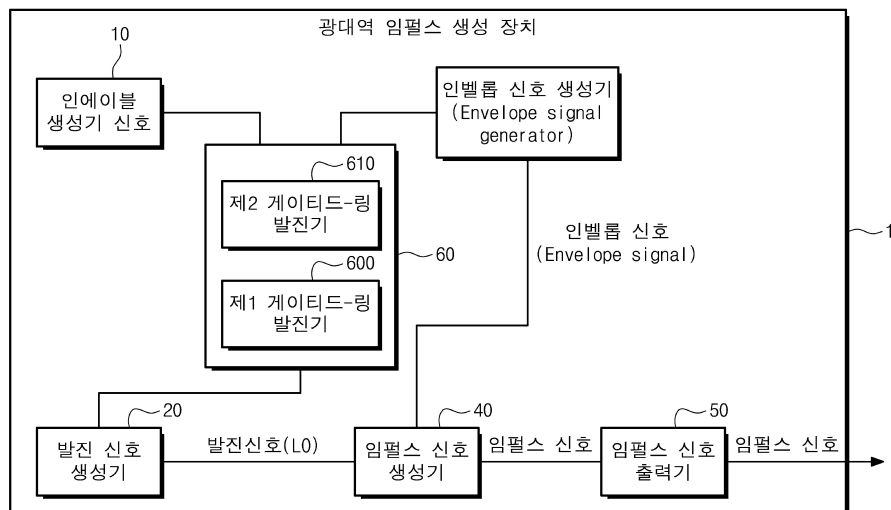 광대역 임펄스 생성 장치
10
인에이블
생성기 신호
인벨롭 신호 생성기
(Envelope signal
generator)
610
제2 게이티드-링
발진기
600
제1 게이티드-링
발진기
60
인벨롭 신호
(Envelope signal)
1
20
발진 신호
생성기
발진신호(LO)
40
임펄스 신호
생성기
임펄스 신호
50
임펄스 신호
출력기
임펄스 신호